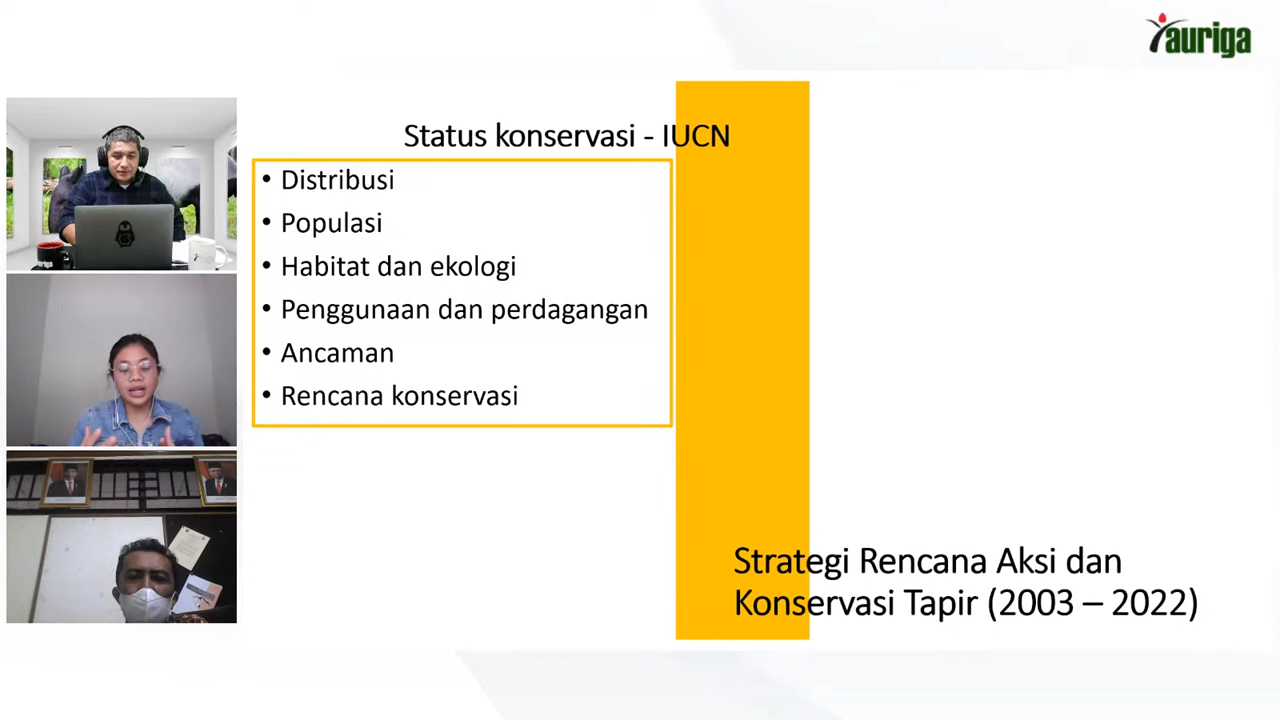 auriga
Status konservasi - IUCN
• Distribusi
• Populasi
• Habitat dan ekologi
• Penggunaan dan perdagangan
• Ancaman
• Rencana konservasi
Strategi Rencana Aksi dan
Konservasi Tapir (2003 – 2022)